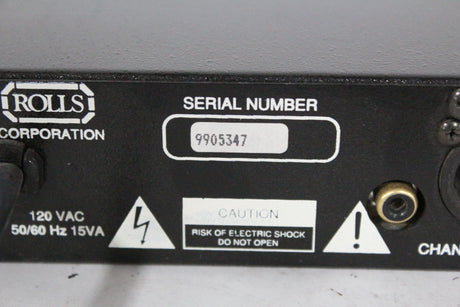 ROLLS
CORPORATION
SERIAL NUMBER
9905347
120 VAC
50/60 Hz 15VA
CAUTION
RISK OF ELECTRIC SHOCK
DO NOT OPEN
!
CHAN